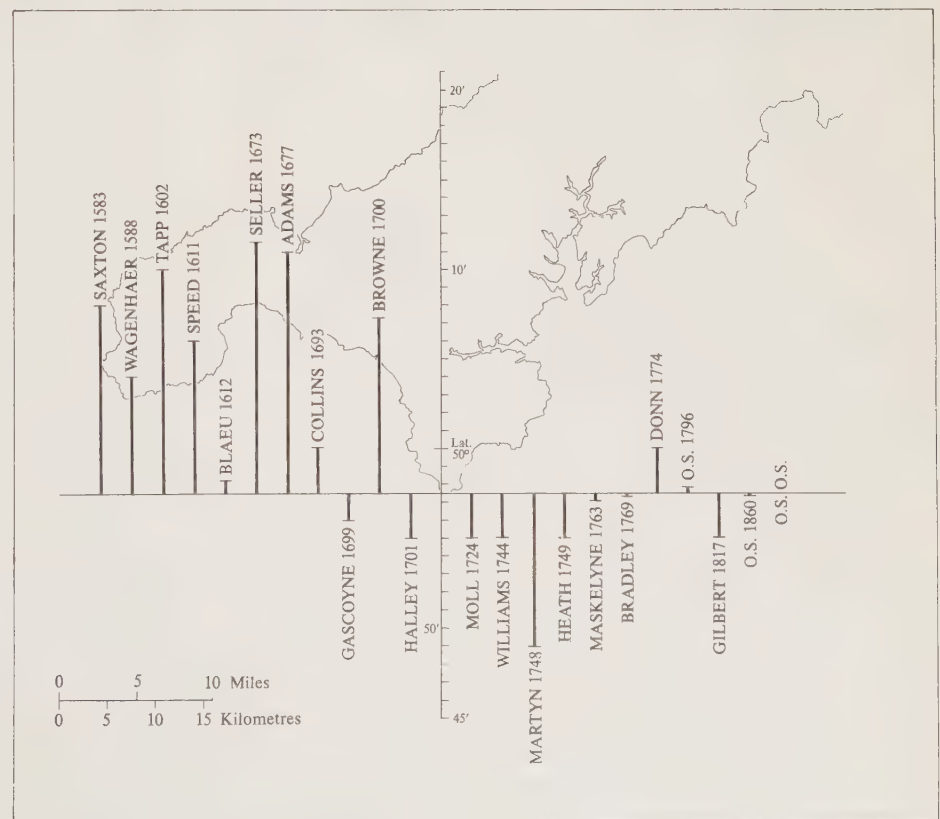 20′
SELLER 1673
ADAMS 1677
SAXTON 1583
TAPP 1602
BROWNE 1700
WAGENHAER 1588
SPEED 1611
10′
COLLINS 1693
DONN 1774
BLAEU 1612
Lat.
50°
O.S. 1796
O.S. O.S.
GASCOYNE 1699
HALLEY 1701
MOLL 1724
WILLIAMS 1744
MARTYN 1748
HEATH 1749
MASKELYNE 1763
BRADLEY 1769
GILBERT 1817
O.S. 1860
50′
45′
0 5 10 Miles
0 5 10 15 Kilometres